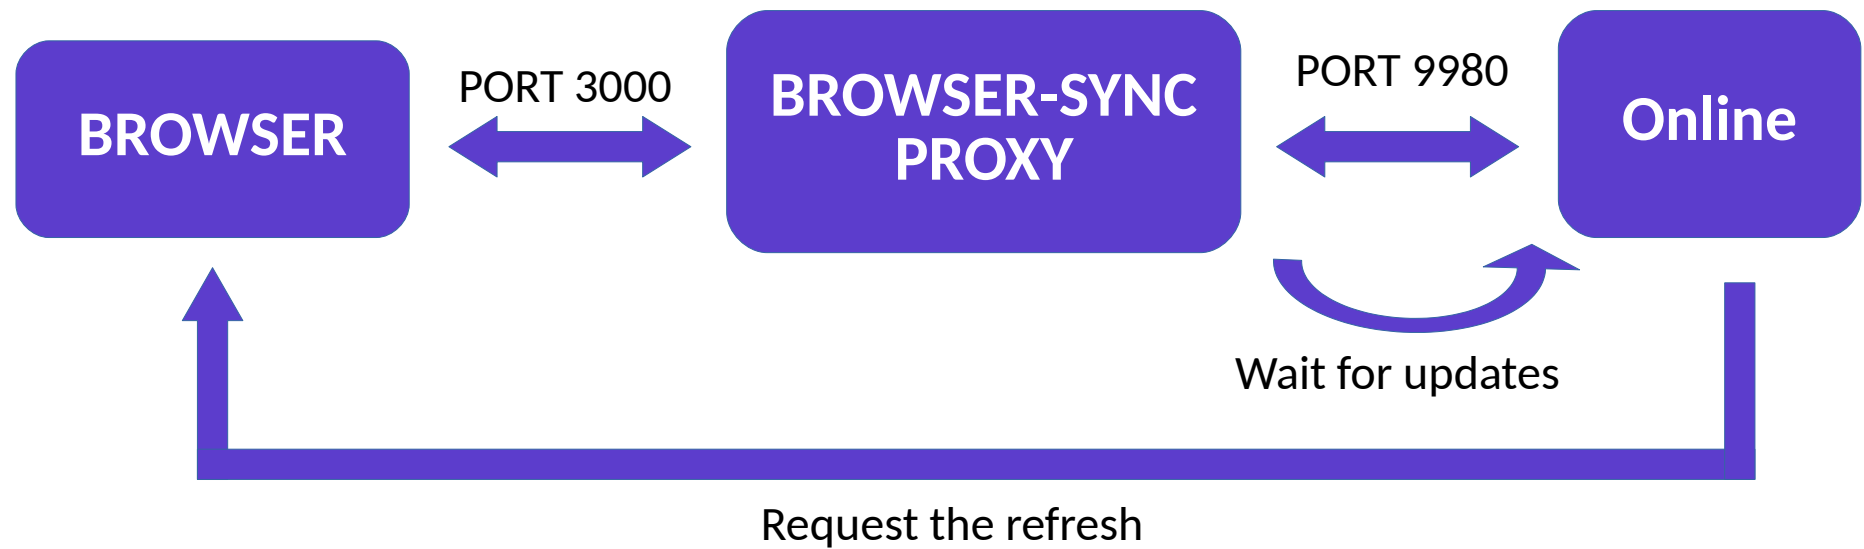 BROWSER
PORT 3000
BROWSER-SYNC
PROXY
PORT 9980
Online
Wait for updates
Request the refresh